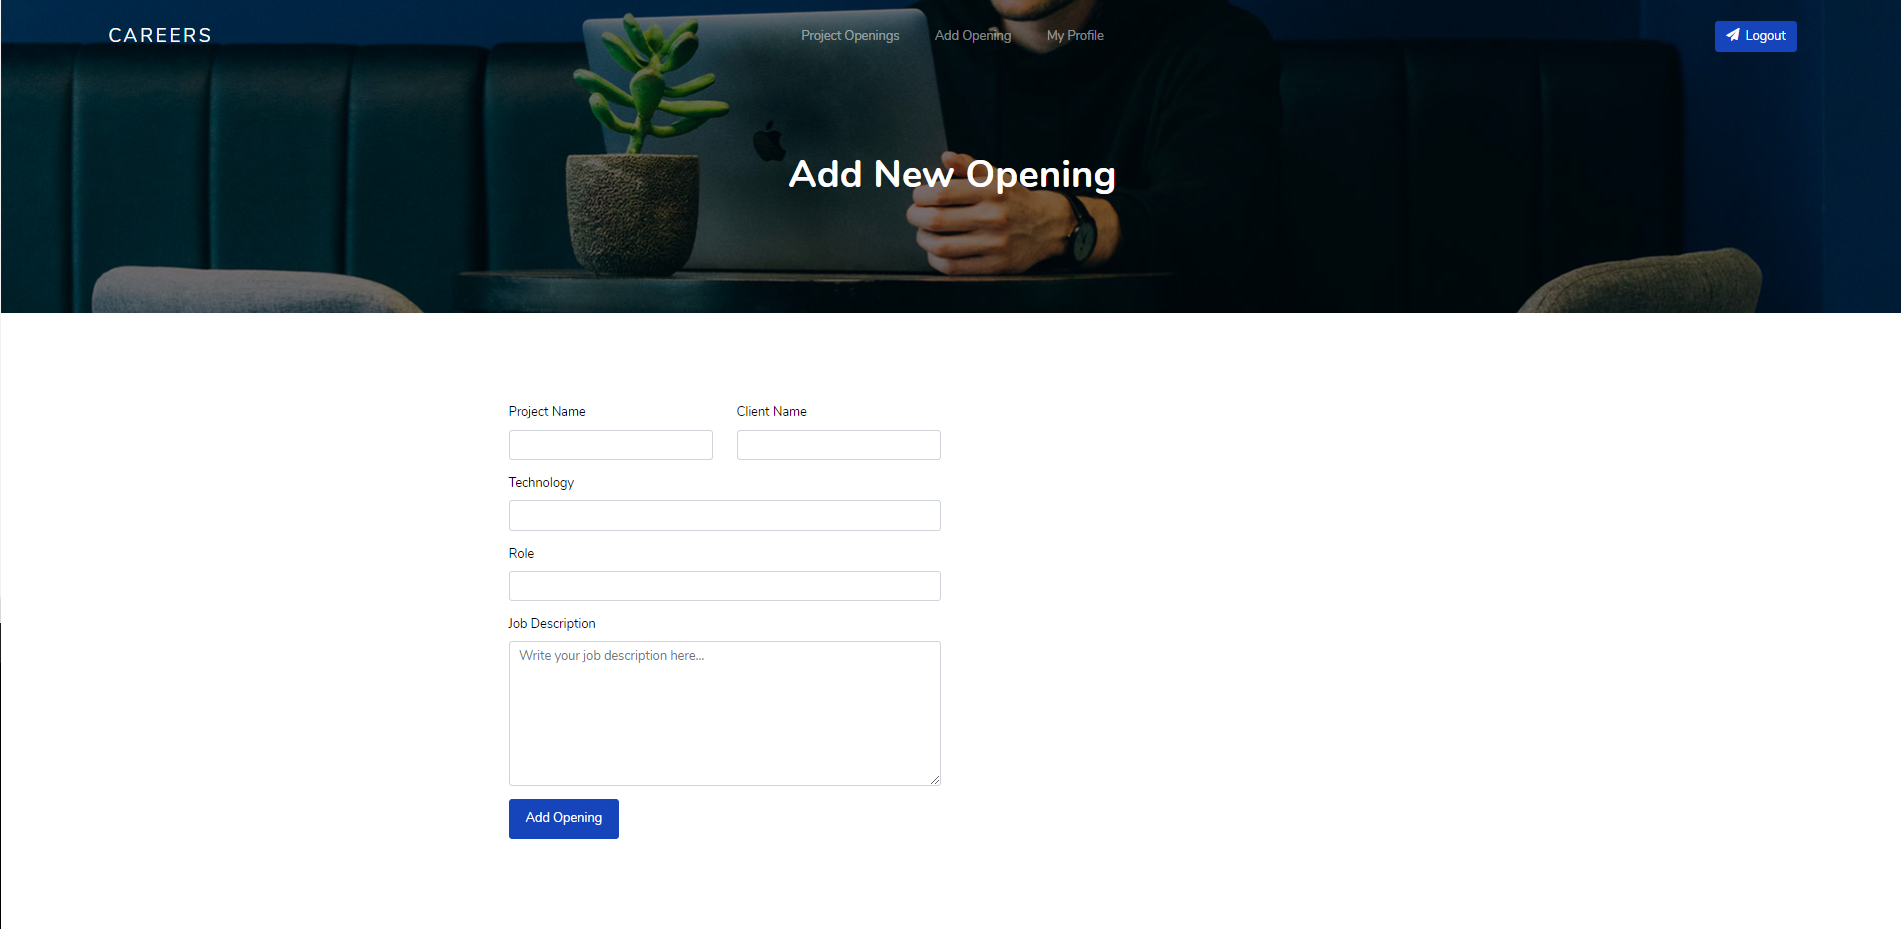 CAREERS
Project Openings
Add Opening
My Profile
Logout
Add New Opening
Project Name
Client Name
Technology
Role
Job Description
Write your job description here...
Add Opening